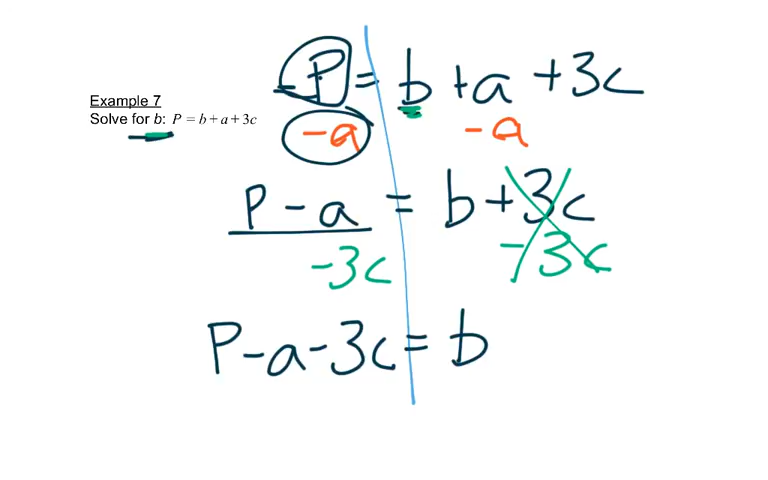 P = b + a + 3c
Example 7
Solve for b: P = b + a + 3c
-a -a
P - a = b + 3c
-3c -3c
P - a - 3c = b